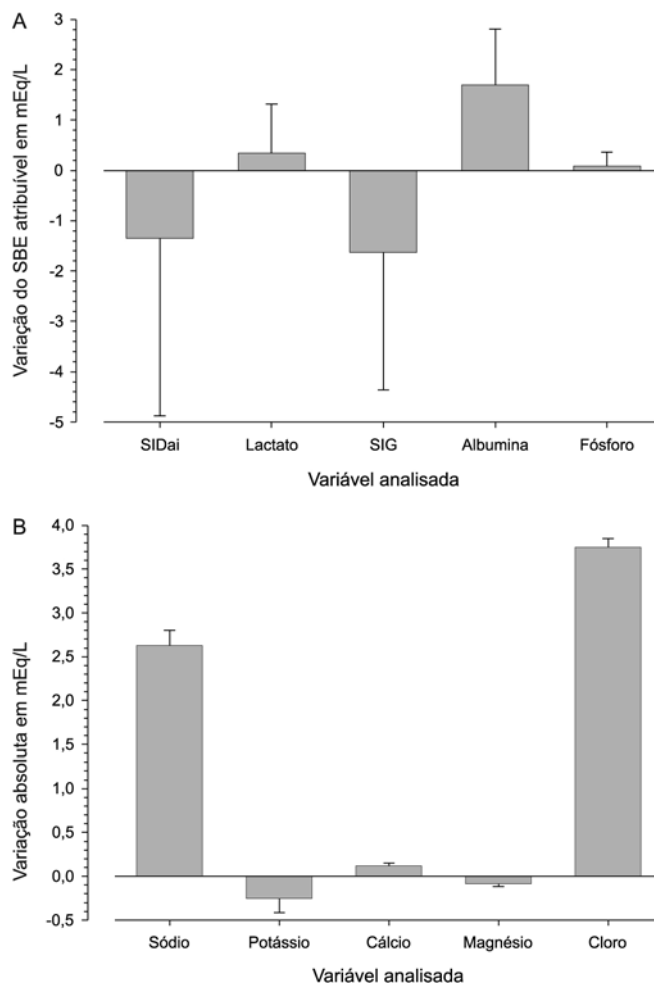 A
Variação do SBE atribuível em mEq/L
3
2
1
0
-1
-2
-3
-4
-5
SIDai Lactato SIG Albumina Fósforo
Variável analisada
B
Variação absoluta em mEq/L
4,0
3,5
3,0
2,5
2,0
1,5
1,0
0,5
0,0
-0,5
Sódio Potássio Cálcio Magnésio Cloro
Variável analisada